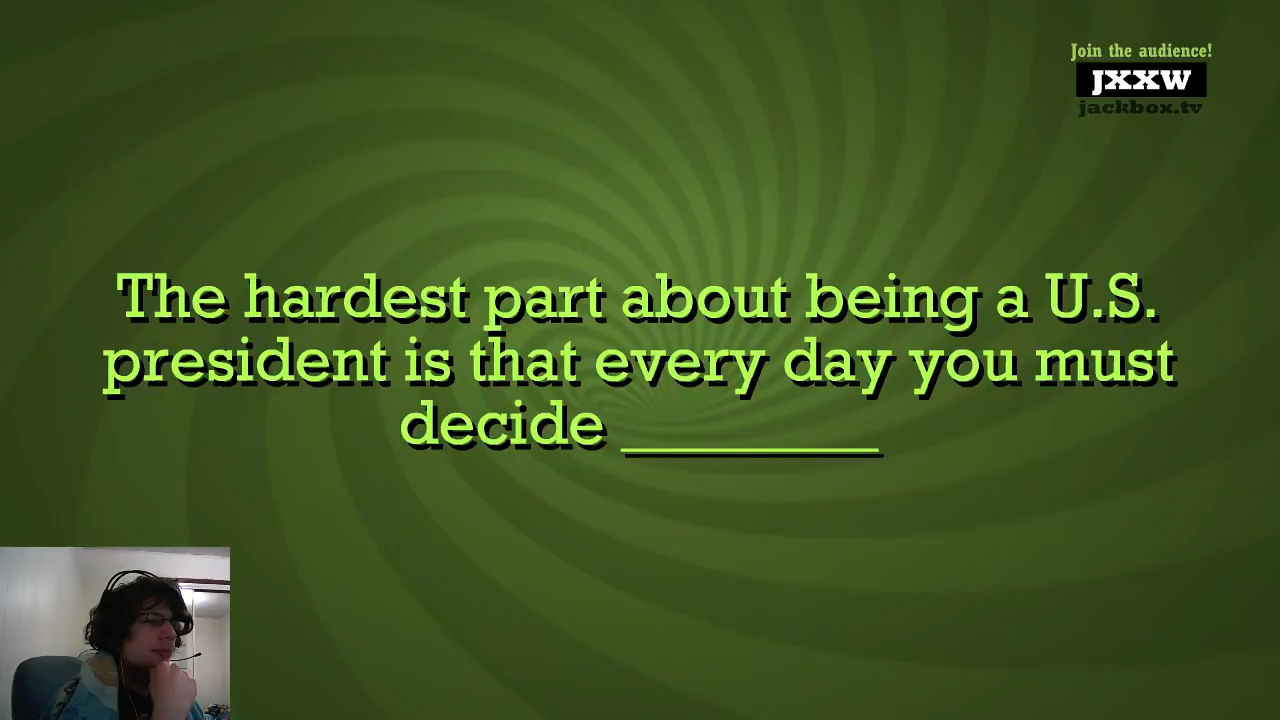 Join the audience!
JXXW
jackbox.tv
The hardest part about being a U.S.
president is that every day you must
decide ________